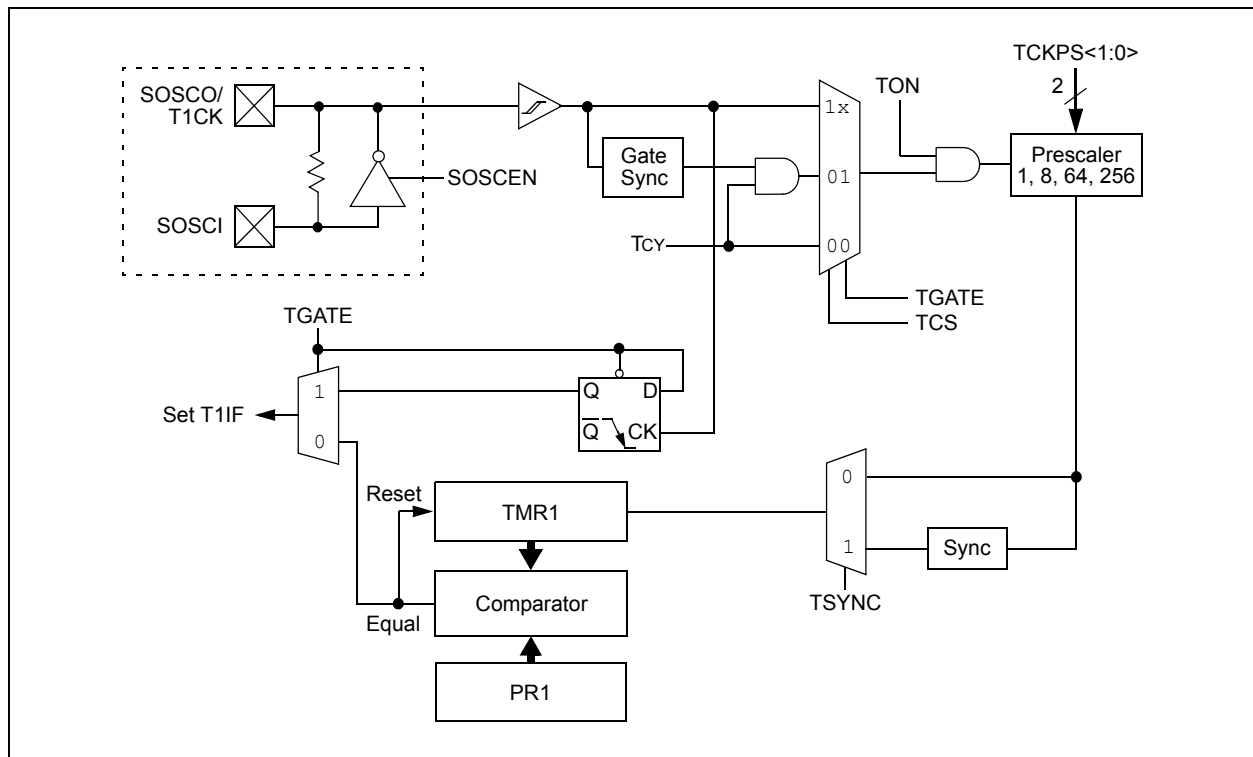 TCKPS<1:0>
2
TON
SOSCO/
T1CK
1x
Gate
Sync
Prescaler
1, 8, 64, 256
SOSCEN
01
SOSCI
TCY
00
TGATE
TCS
TGATE
1
Q
D
Set T1IF
Q
CK
0
Reset
TMR1
0
1
Sync
TSYNC
Comparator
Equal
PR1